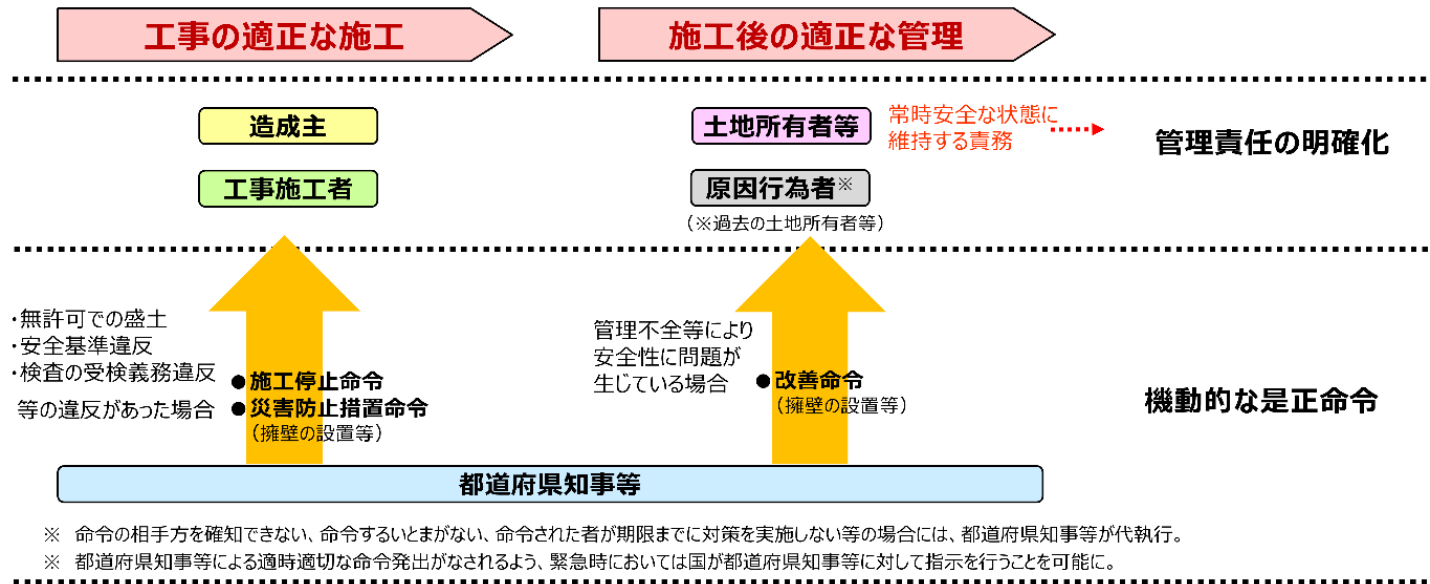 工事の適正な施工
施工後の適正な管理
造成主
工事施工者
土地所有者等
常時安全な状態に
維持する責務
原因行為者※
(※過去の土地所有者等)
管理責任の明確化
・無許可での盛土
・安全基準違反
・検査の受検義務違反
等の違反があった場合
●施工停止命令
●災害防止措置命令
(擁壁の設置等)
管理不全等により
安全性に問題が
生じている場合
●改善命令
(擁壁の設置等)
機動的な是正命令
都道府県知事等
※ 命令の相手方を確知できない、命令するいとまがない、命令された者が期限までに対策を実施しない等の場合には、都道府県知事等が代執行。
※ 都道府県知事等による適時適切な命令発出がなされるよう、緊急時においては国が都道府県知事等に対して指示を行うことを可能に。